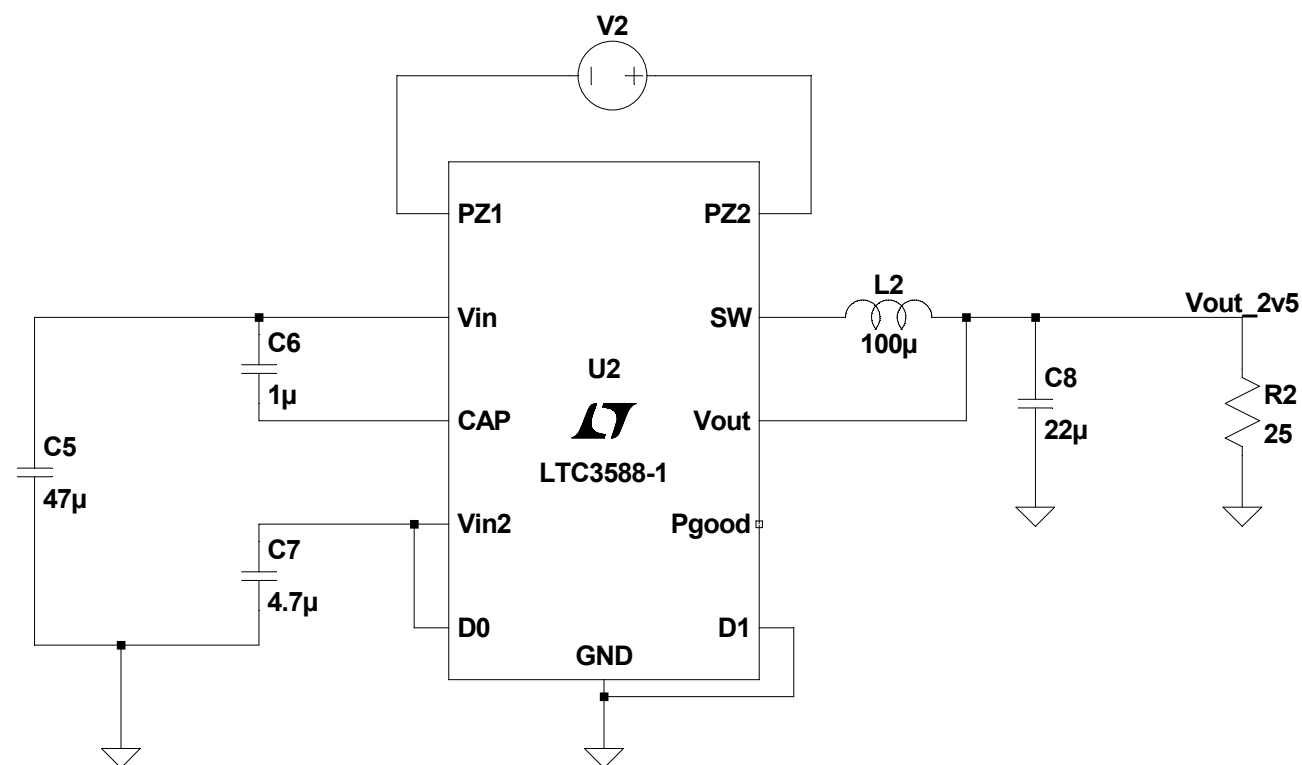 V2
PZ1
PZ2
L2
Vout_2v5
Vin
SW
100µ
C6
1µ
U2
C8
R2
CAP
Vout
22µ
25
C5
47µ
LTC3588-1
Vin2
Pgood
C7
4.7µ
D0
D1
GND